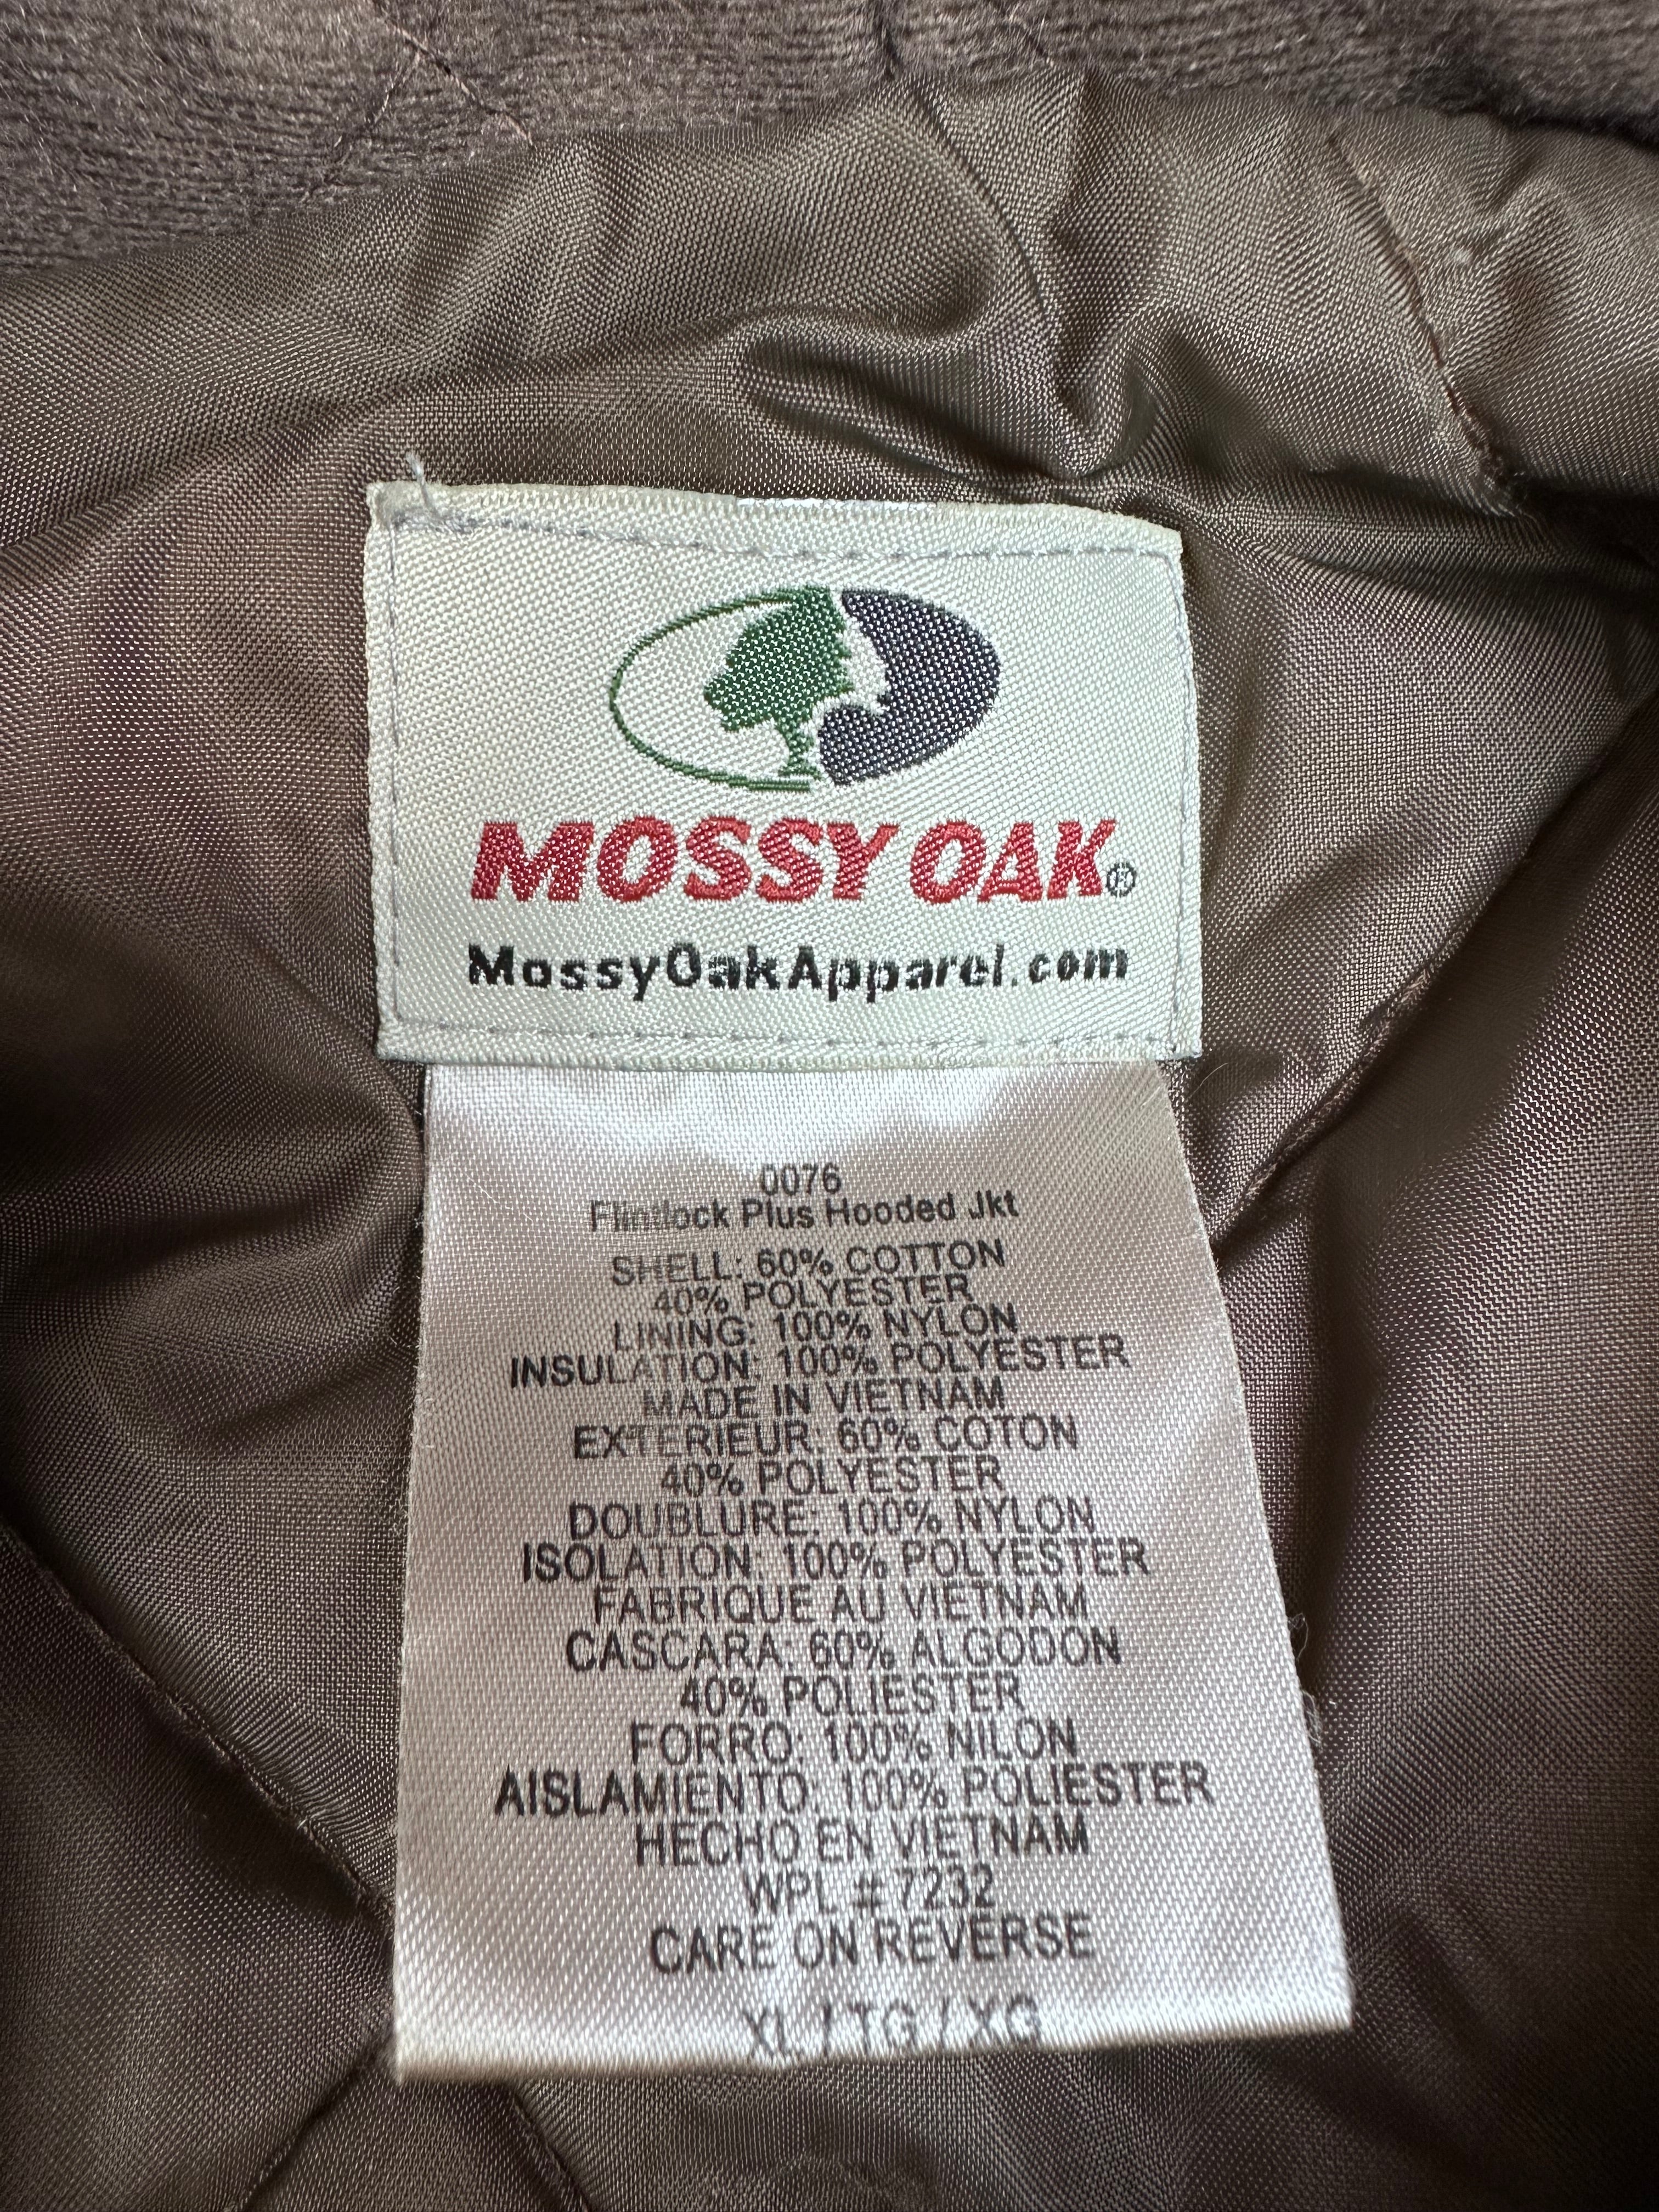 MOSSY OAK®
MossyOakApparel.com
0076
Flintlock Plus Hooded Jkt
SHELL: 60% COTTON
40% POLYESTER
LINING: 100% NYLON
INSULATION: 100% POLYESTER
MADE IN VIETNAM
EXTERIEUR: 60% COTON
40% POLYESTER
DOUBLURE: 100% NYLON
ISOLATION: 100% POLYESTER
FABRIQUE AU VIETNAM
CASCARA: 60% ALGODON
40% POLIESTER
FORRO: 100% NILON
AISLAMIENTO: 100% POLIESTER
HECHO EN VIETNAM
WPL # 7232
CARE ON REVERSE
XL / TG / XG